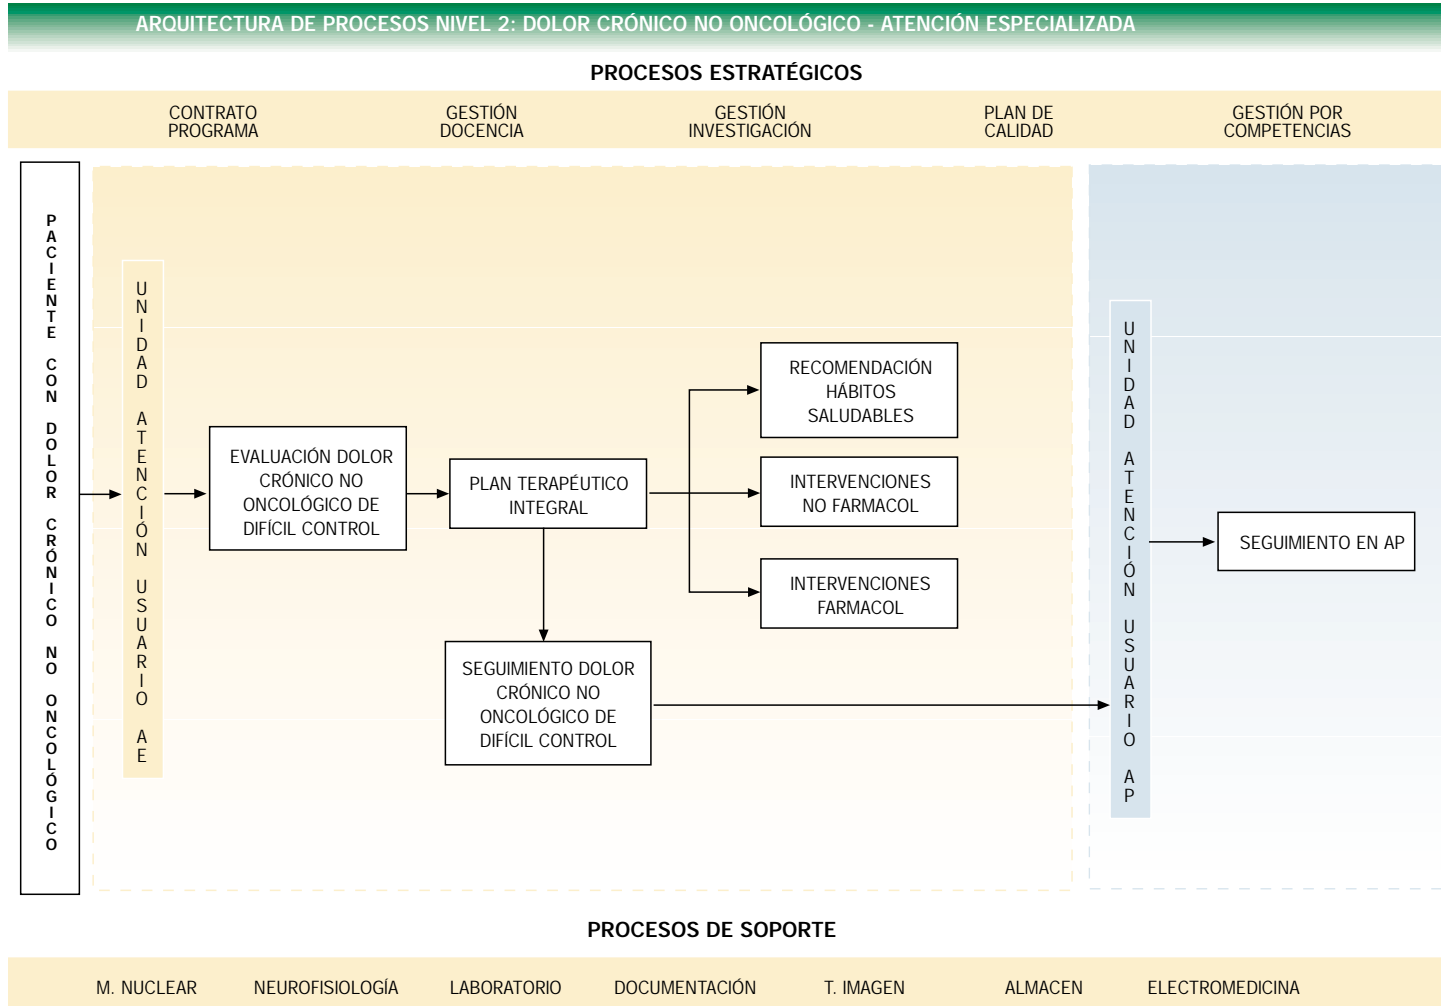 ARQUITECTURA DE PROCESOS NIVEL 2: DOLOR CRÓNICO NO ONCOLÓGICO - ATENCIÓN ESPECIALIZADA
PROCESOS ESTRATÉGICOS
CONTRATO
PROGRAMA
GESTIÓN
DOCENCIA
GESTIÓN
INVESTIGACIÓN
PLAN DE
CALIDAD
GESTIÓN POR
COMPETENCIAS
PACIENTE CON DOLOR CRÓNICO NO ONCOLÓGICO
UNIDAD ATENCIÓN USUARIO AE
EVALUACIÓN DOLOR
CRÓNICO NO
ONCOLÓGICO DE
DIFÍCIL CONTROL
PLAN TERAPÉUTICO
INTEGRAL
RECOMENDACIÓN
HÁBITOS
SALUDABLES
INTERVENCIONES
NO FARMACOL
INTERVENCIONES
FARMACOL
SEGUIMIENTO DOLOR
CRÓNICO NO
ONCOLÓGICO DE
DIFÍCIL CONTROL
UNIDAD ATENCIÓN USUARIO AP
SEGUIMIENTO EN AP
PROCESOS DE SOPORTE
M. NUCLEAR NEUROFISIOLOGÍA LABORATORIO DOCUMENTACIÓN T. IMAGEN ALMACEN ELECTROMEDICINA